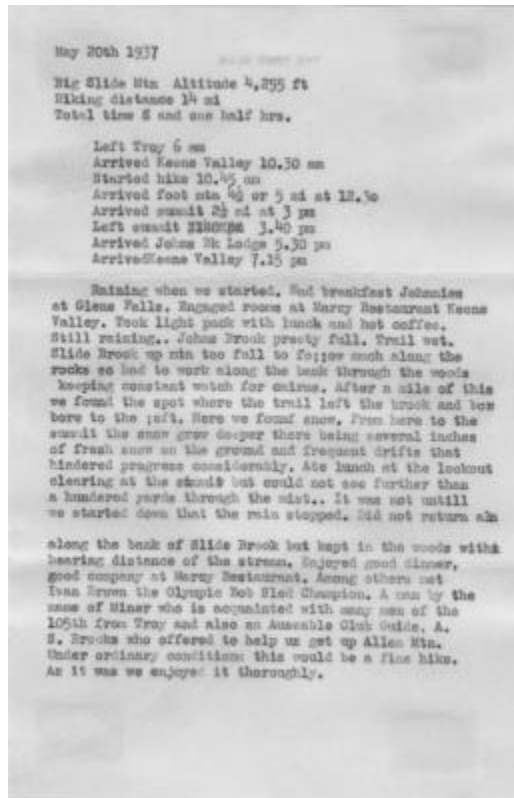 May 20th 1937
Big Slide Mtn Altitude 4,255 ft
Hiking distance 14 mi
Total time 8 and one half hrs.
Left Troy 6 am
Arrived Keene Valley 10.30 am
Started hike 10.45 am
Arrived foot mtn 4½ or 5 mi at 12.30
Arrived summit 2½ mi at 3 pm
Left summit 3.40 pm
Arrived Johns Bk Lodge 5.30 pm
ArrivedKeene Valley 7.15 pm
Raining when we started. Had breakfast Johnnies
at Glens Falls. Engaged rooms at Marcy Restaurant Keene
Valley. Took light pack with lunch and hot coffee.
Still raining.. Johns Brook preety full. Trail wet.
Slide Brook up mtn too full to fo;;ow much along the
rocks so had to work along the bank through the woods
keeping constant watch for cairns. After a mile of this
we found the spot where the trail left the brook and box
bore to the ;eft. Here we found snow. From here to the
summit the snow grew deeper there being several inches
of fresh snow on the ground and frequent drifts that
hindered progress considerably. Ate lunch at the lookout
clearing at the summit but could not see further than
a hundered yards through the mist.. It was not untill
we started down that the rain stopped. Did not return aln
along the bank of Slide Brook but kept in the woods with
hearing distance of the stream. Enjoyed good dinner,
good company at Marcy Restaurant. Among others met
Ivan Brown the Olympic Bob Sled Champion. A man by the
name of Miner who is acquainted with many men of the
105th from Troy and also an Ausable Club Guide, A.
S. Brooks who offered to help us get up Allen Mtn.
Under ordinary conditions this would be a fine hike.
As it was we enjoyed it thoroughly.